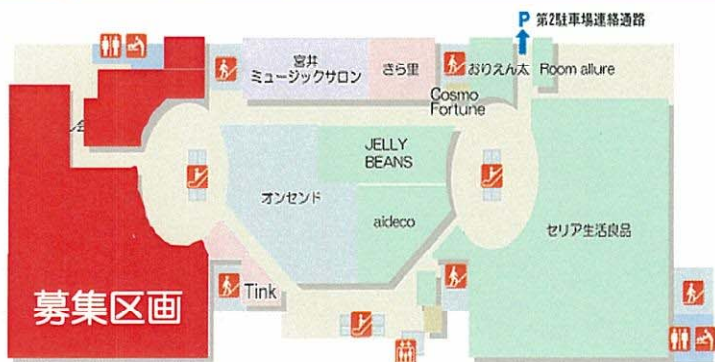 P 第2駐車場連絡通路
宮井
ミュージックサロン
きら里
おりえん太
Room allure
Cosmo
Fortune
会
JELLY
BEANS
オンセンド
aideco
セリア生活良品
Tink
募集区画